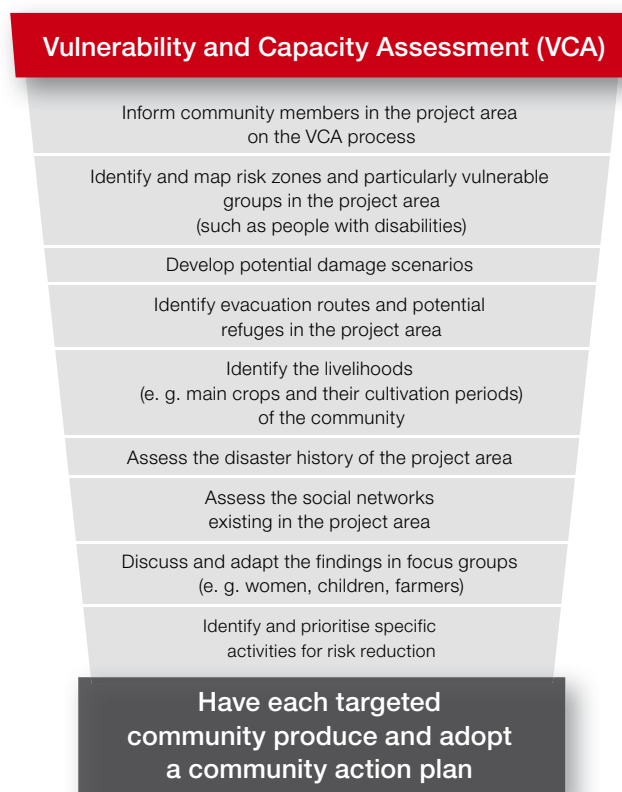 Vulnerability and Capacity Assessment (VCA)
Inform community members in the project area
on the VCA process
Identify and map risk zones and particularly vulnerable
groups in the project area
(such as people with disabilities)
Develop potential damage scenarios
Identify evacuation routes and potential
refuges in the project area
Identify the livelihoods
(e. g. main crops and their cultivation periods)
of the community
Assess the disaster history of the project area
Assess the social networks
existing in the project area
Discuss and adapt the findings in focus groups
(e. g. women, children, farmers)
Identify and prioritise specific
activities for risk reduction
Have each targeted
community produce and adopt
a community action plan